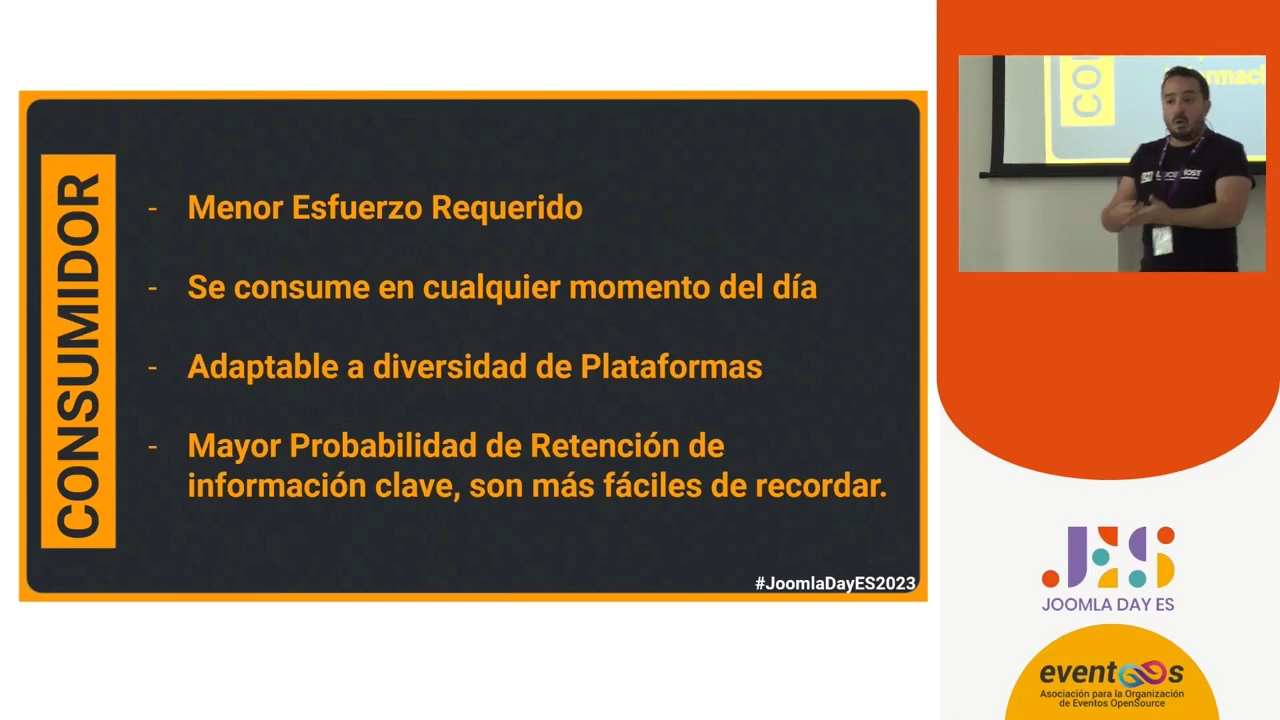 CONSUMIDOR
- Menor Esfuerzo Requerido
- Se consume en cualquier momento del día
- Adaptable a diversidad de Plataformas
- Mayor Probabilidad de Retención de
información clave, son más fáciles de recordar.
#JoomlaDayES2023
JES
JOOMLA DAY ES
eventoos
Asociación para la Organización
de Eventos OpenSource